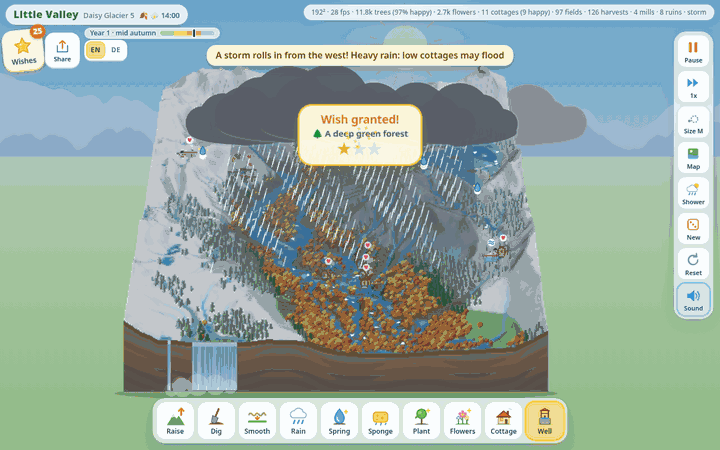 Little Valley Daisy Glacier 5 14:00
192² · 28 fps · 11.8k trees (97% happy) · 2.7k flowers · 11 cottages (9 happy) · 97 fields · 126 harvests · 4 mills · 8 ruins · storm
25
Wishes
Share
Year 1 · mid autumn
EN DE
A storm rolls in from the west! Heavy rain: low cottages may flood
Wish granted!
A deep green forest
Pause
1x
Size M
Map
Shower
New
Reset
Sound
Raise
Dig
Smooth
Rain
Spring
Sponge
Plant
Flowers
Cottage
Well